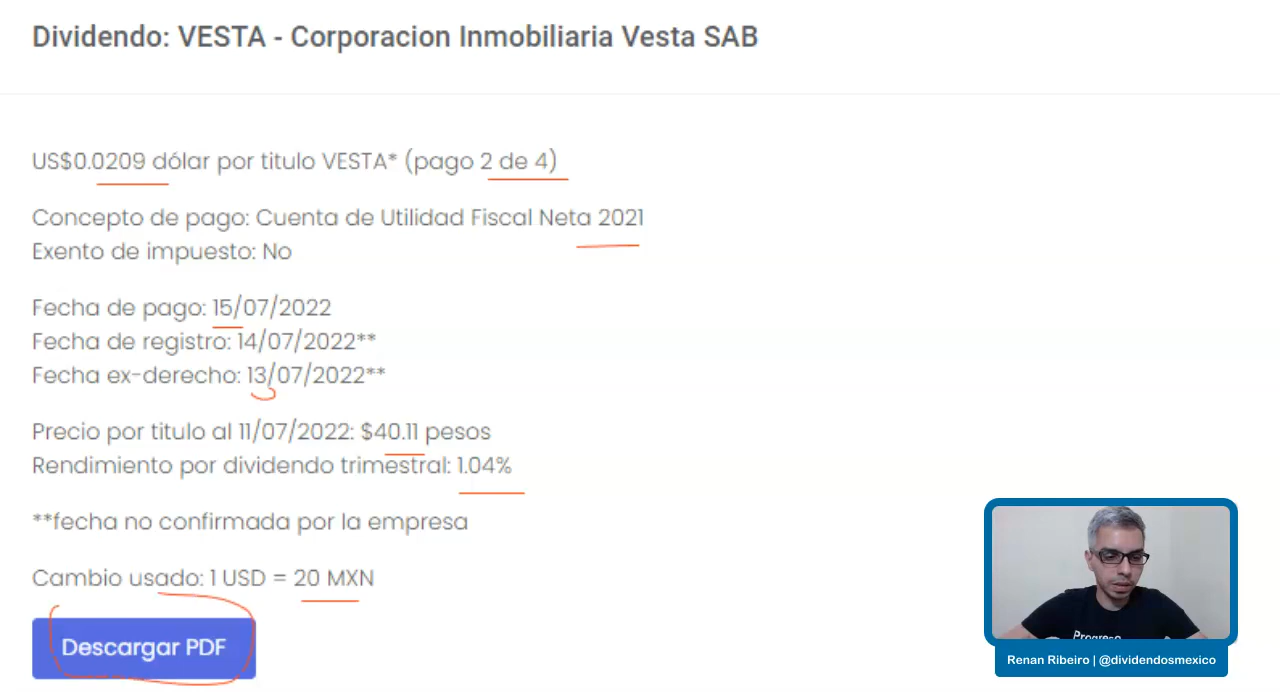 Dividendo: VESTA - Corporacion Inmobiliaria Vesta SAB
US$0.0209 dólar por titulo VESTA* (pago 2 de 4)
Concepto de pago: Cuenta de Utilidad Fiscal Neta 2021
Exento de impuesto: No
Fecha de pago: 15/07/2022
Fecha de registro: 14/07/2022**
Fecha ex-derecho: 13/07/2022**
Precio por titulo al 11/07/2022: $40.11 pesos
Rendimiento por dividendo trimestral: 1.04%
**fecha no confirmada por la empresa
Cambio usado: 1 USD = 20 MXN
Descargar PDF
Progreso
Renan Ribeiro | @dividendosmexico